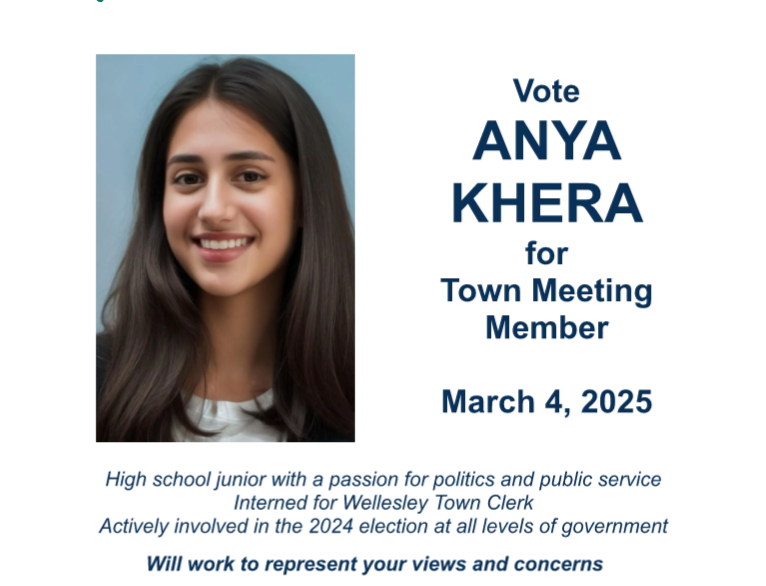 Vote
ANYA
KHERA
for
Town Meeting
Member
March 4, 2025
High school junior with a passion for politics and public service
Interned for Wellesley Town Clerk
Actively involved in the 2024 election at all levels of government
Will work to represent your views and concerns